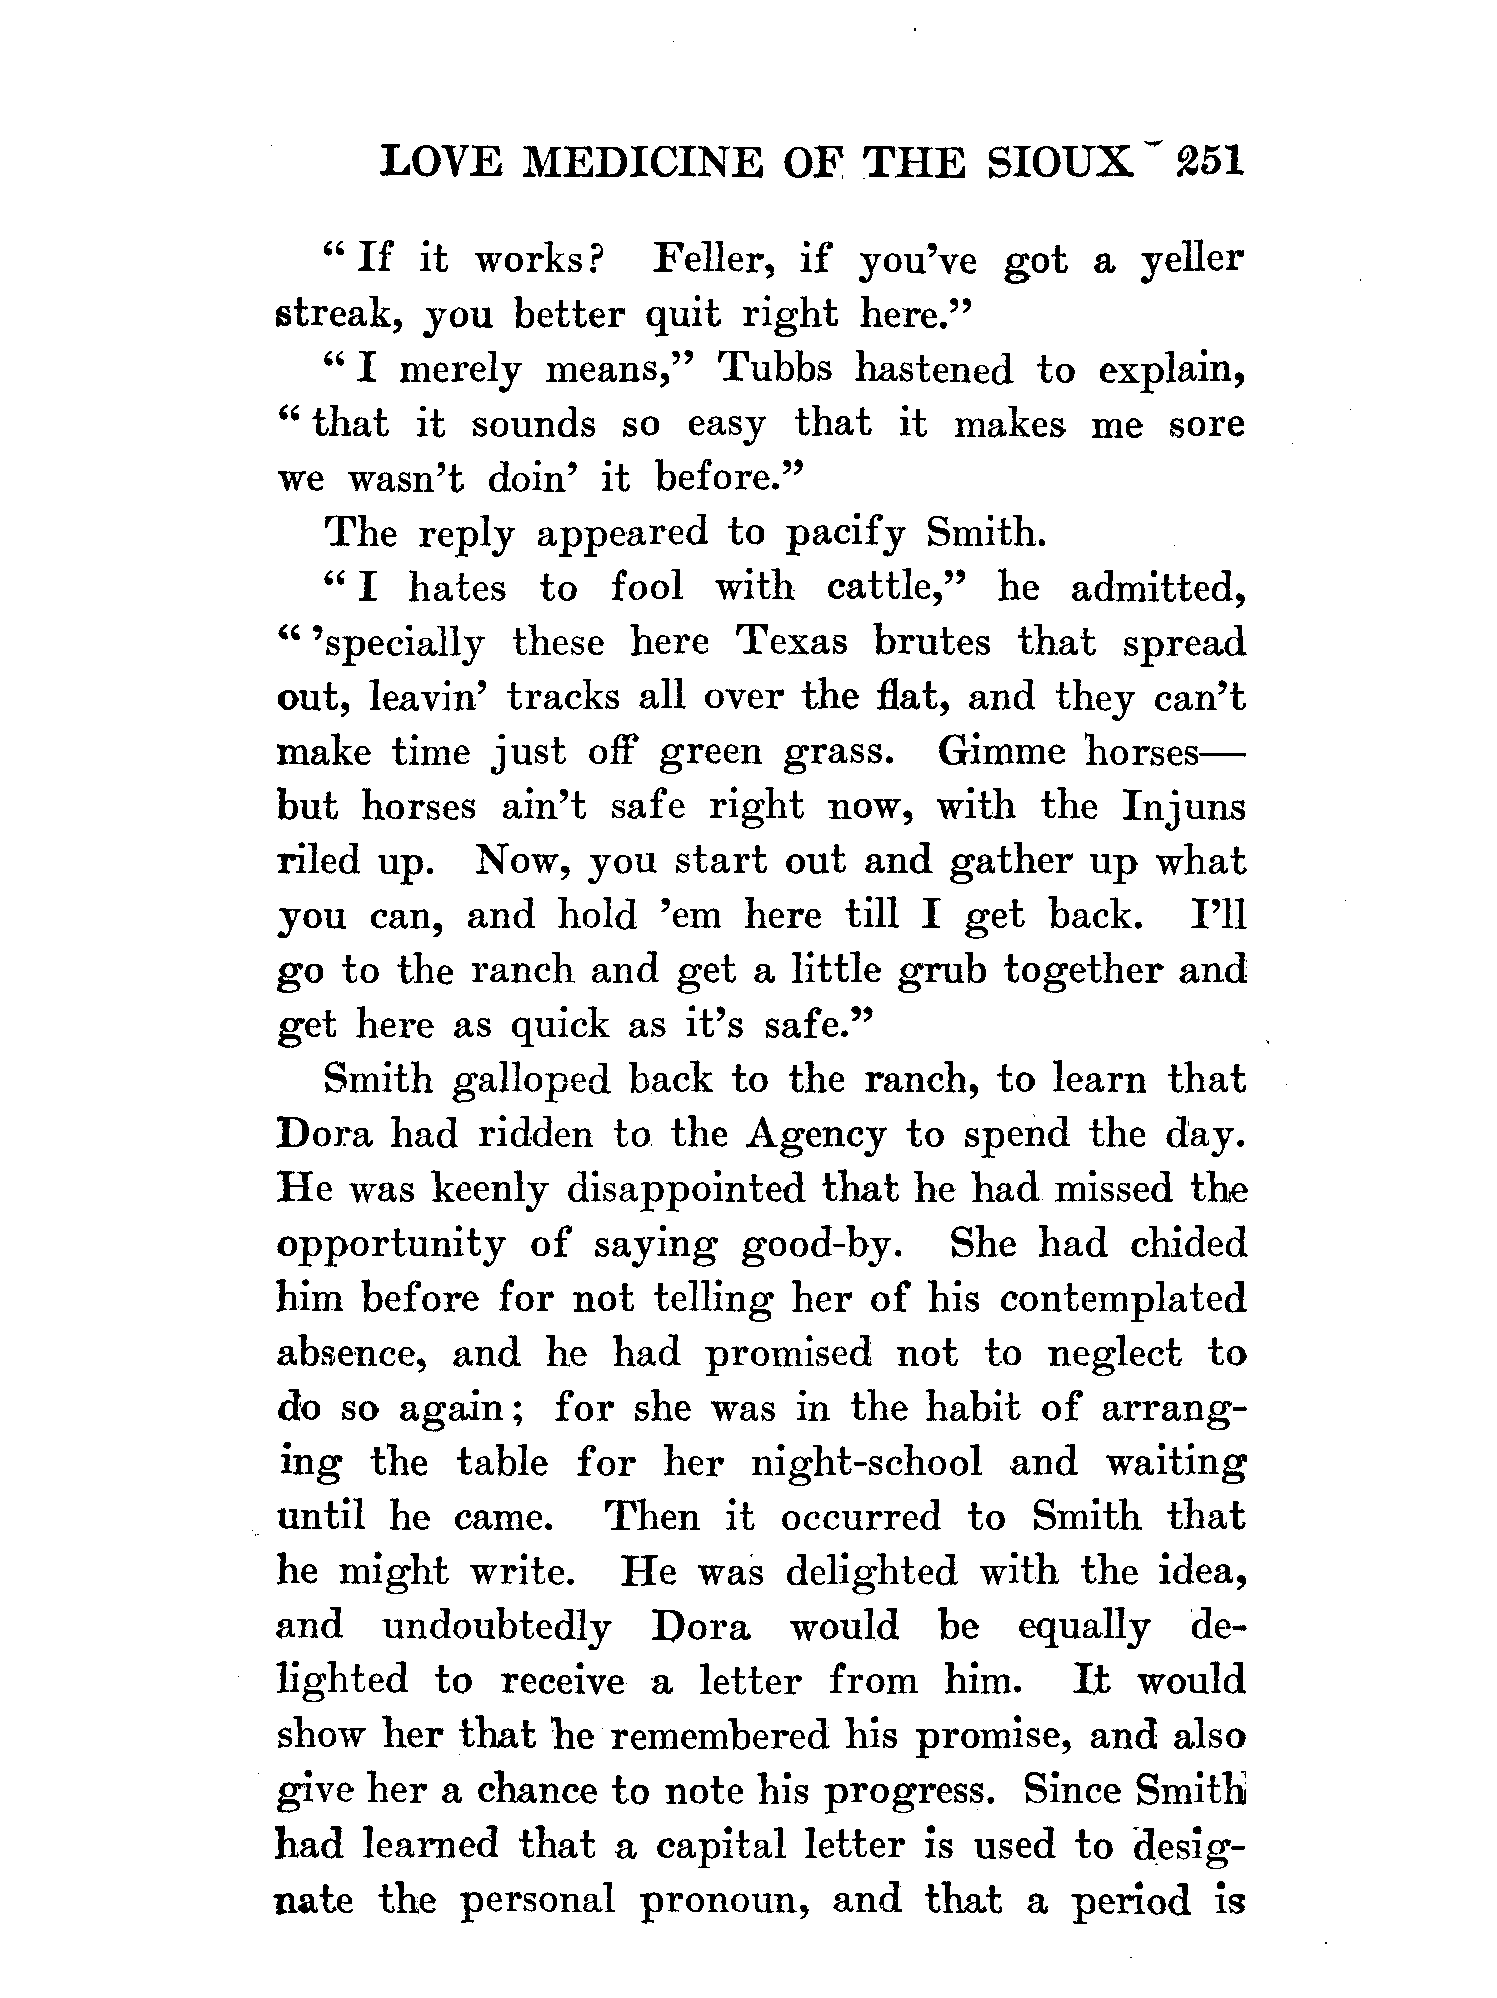 LOVE MEDICINE OF THE SIOUX 251
“ If it works? Feller, if you’ve got a yeller
streak, you better quit right here.”
“ I merely means,” Tubbs hastened to explain,
“ that it sounds so easy that it makes me sore
we wasn’t doin’ it before.”
The reply appeared to pacify Smith.
“ I hates to fool with cattle,” he admitted,
“ ’specially these here Texas brutes that spread
out, leavin’ tracks all over the flat, and they can’t
make time just off green grass. Gimme horses—
but horses ain’t safe right now, with the Injuns
riled up. Now, you start out and gather up what
you can, and hold ’em here till I get back. I’ll
go to the ranch and get a little grub together and
get here as quick as it’s safe.”
Smith galloped back to the ranch, to learn that
Dora had ridden to the Agency to spend the day.
He was keenly disappointed that he had missed the
opportunity of saying good-by. She had chided
him before for not telling her of his contemplated
absence, and he had promised not to neglect to
do so again; for she was in the habit of arrang-
ing the table for her night-school and waiting
until he came. Then it occurred to Smith that
he might write. He was delighted with the idea,
and undoubtedly Dora would be equally de-
lighted to receive a letter from him. It would
show her that he remembered his promise, and also
give her a chance to note his progress. Since Smith
had learned that a capital letter is used to desig-
nate the personal pronoun, and that a period is